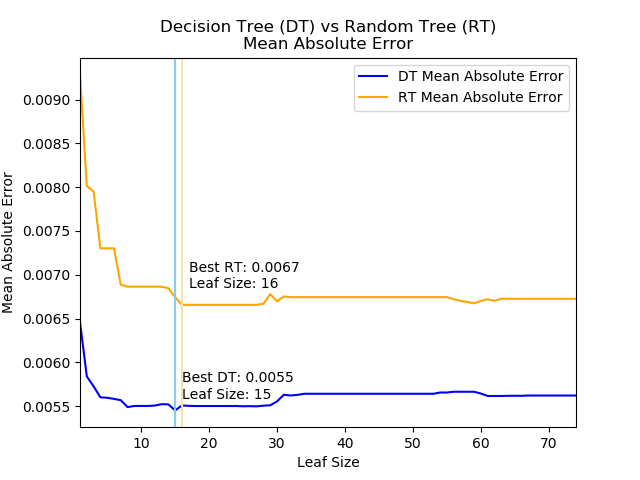 Decision Tree (DT) vs Random Tree (RT)
Mean Absolute Error
DT Mean Absolute Error
RT Mean Absolute Error
0.0090
0.0085
0.0080
0.0075
0.0070
0.0065
0.0060
0.0055
Mean Absolute Error
Best RT: 0.0067
Leaf Size: 16
Best DT: 0.0055
Leaf Size: 15
10 20 30 40 50 60 70
Leaf Size